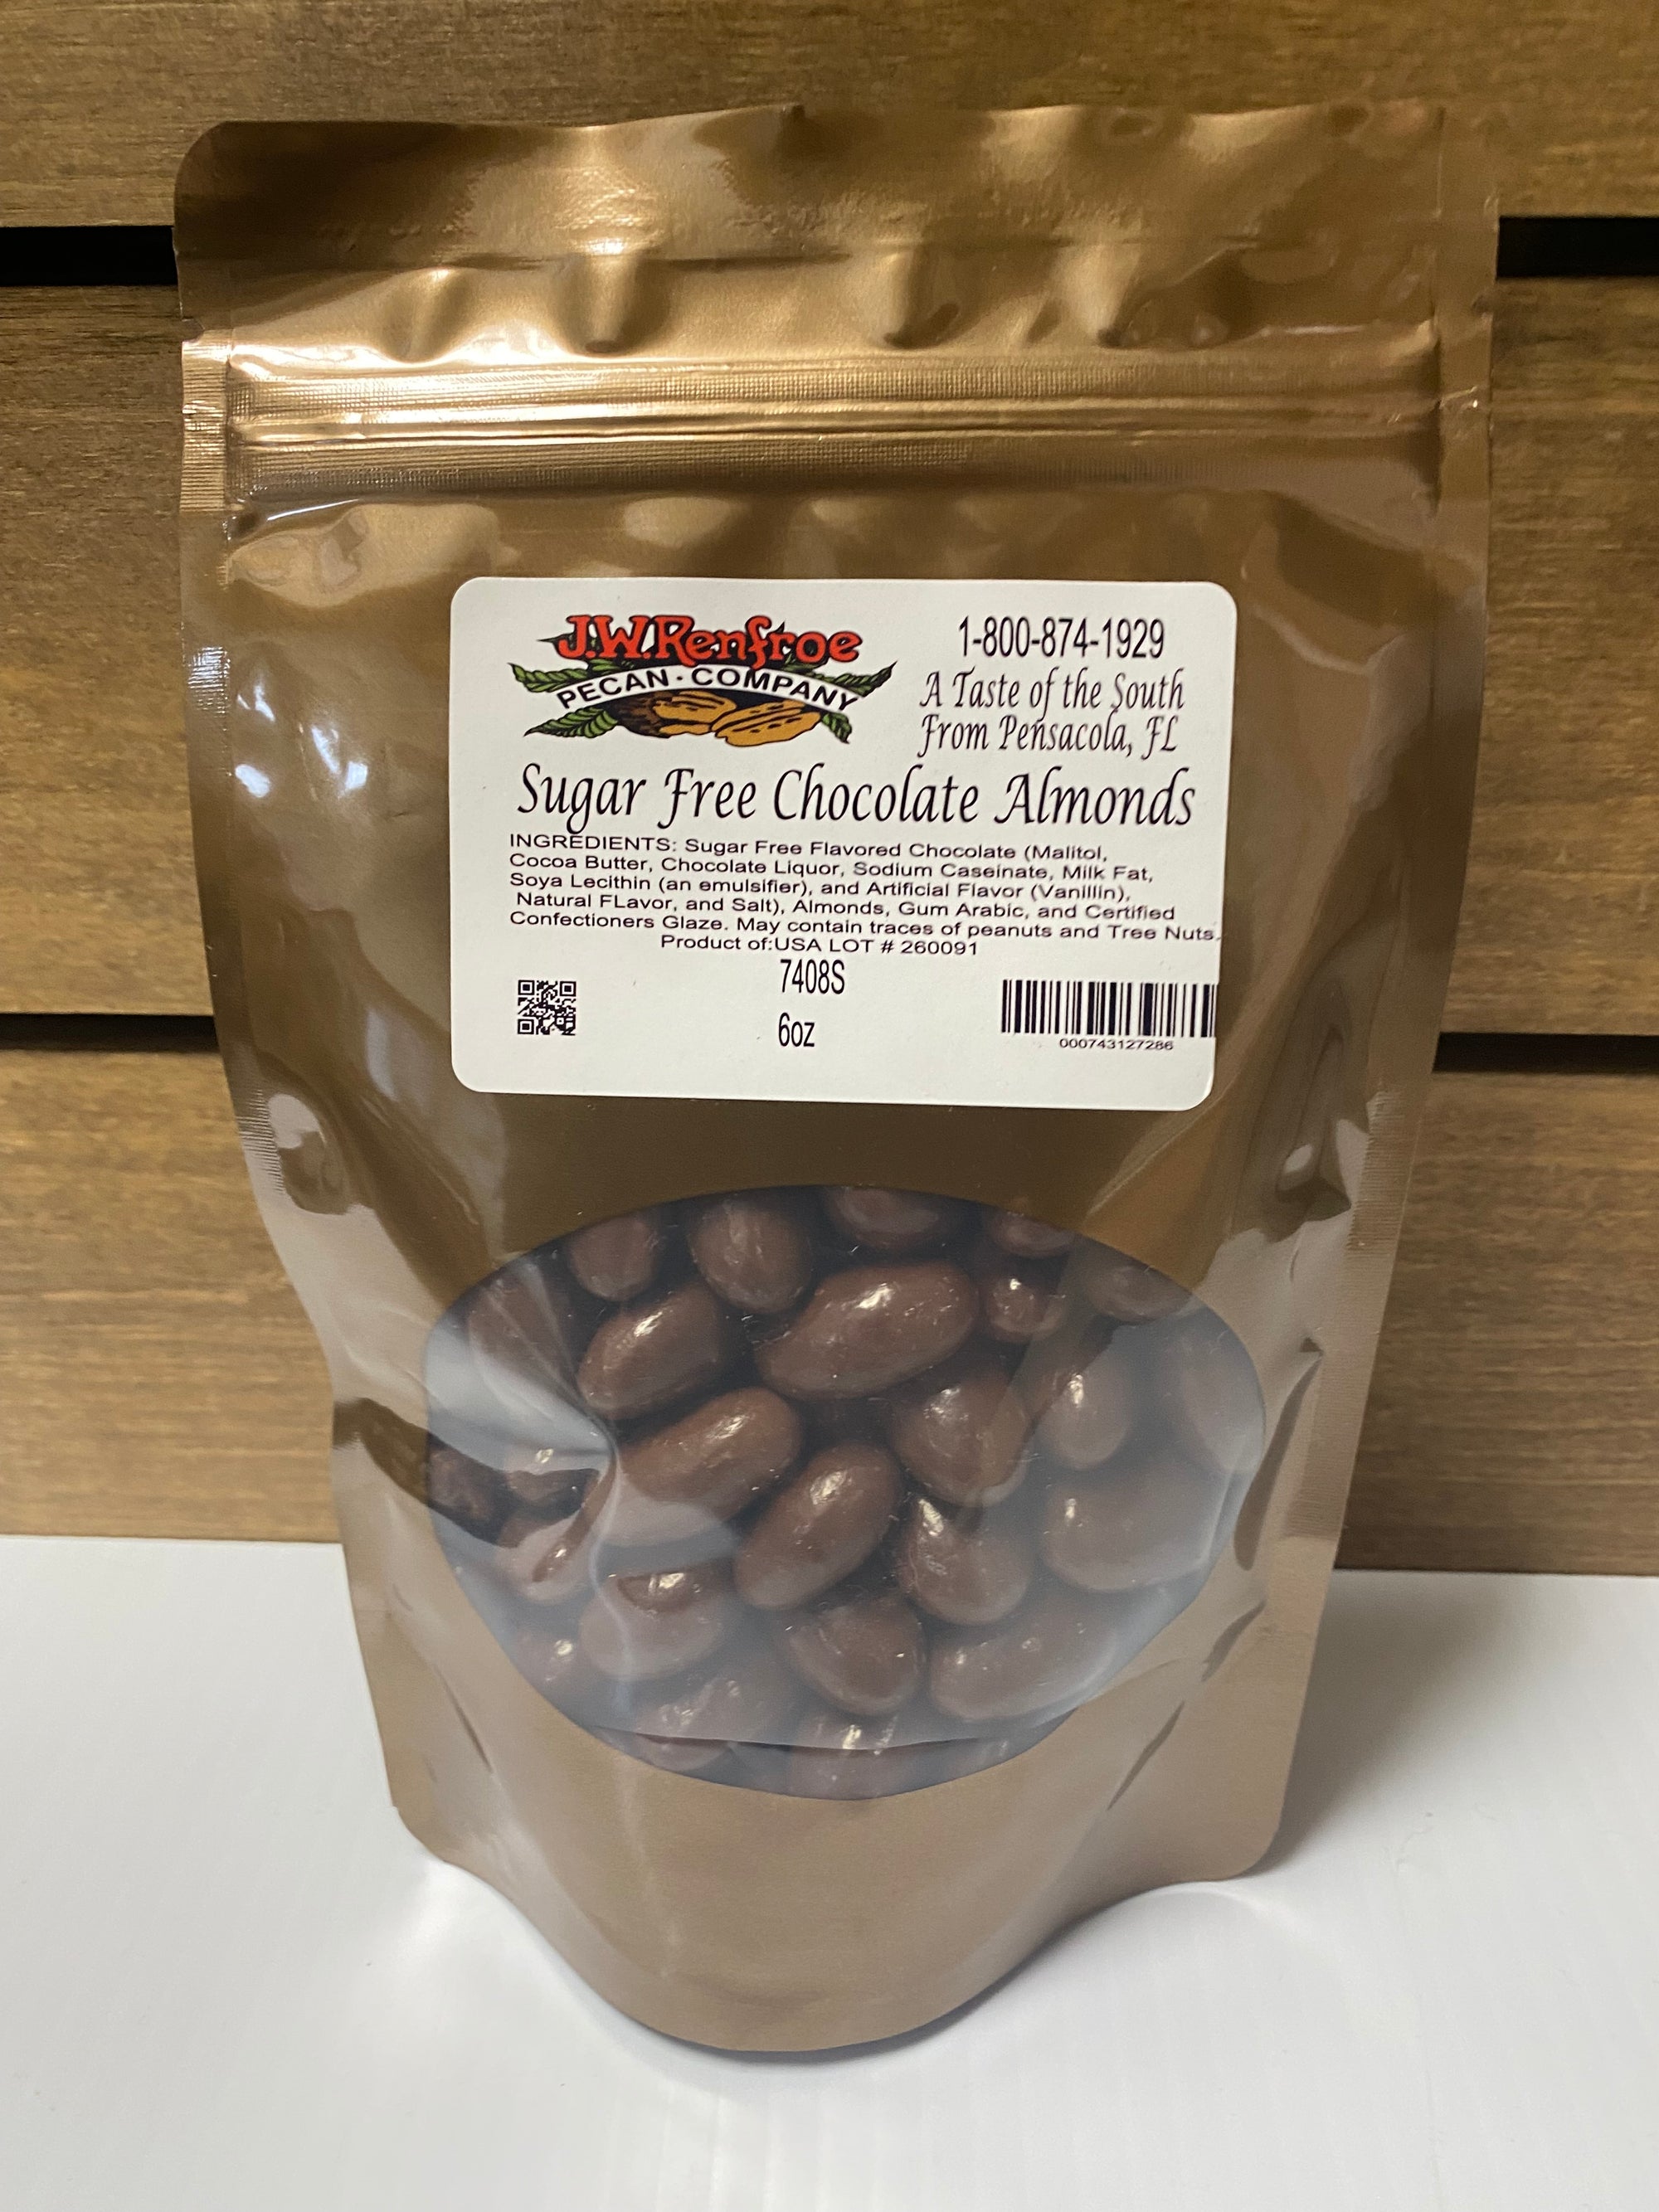 J.W.Renfroe
PECAN · COMPANY
1-800-874-1929
A Taste of the South
From Pensacola, FL
Sugar Free Chocolate Almonds
INGREDIENTS: Sugar Free Flavored Chocolate (Malitol,
Cocoa Butter, Chocolate Liquor, Sodium Caseinate, Milk Fat,
Soya Lecithin (an emulsifier), and Artificial Flavor (Vanillin),
Natural FLavor, and Salt), Almonds, Gum Arabic, and Certified
Confectioners Glaze. May contain traces of peanuts and Tree Nuts.
Product of:USA LOT # 260091
7408S
6oz
000743127286